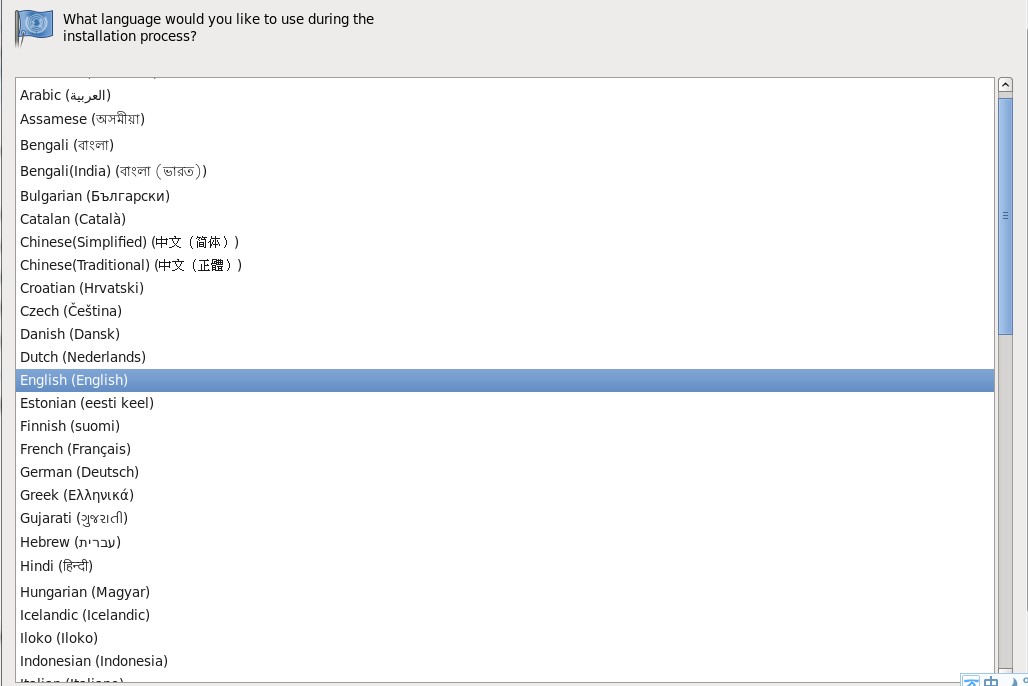 What language would you like to use during the
installation process?
Arabic (العربية)
Assamese (অসমীয়া)
Bengali (বাংলা)
Bengali(India) (বাংলা (ভারত))
Bulgarian (Български)
Catalan (Català)
Chinese(Simplified) (中文（简体）)
Chinese(Traditional) (中文（正體）)
Croatian (Hrvatski)
Czech (Čeština)
Danish (Dansk)
Dutch (Nederlands)
English (English)
Estonian (eesti keel)
Finnish (suomi)
French (Français)
German (Deutsch)
Greek (Ελληνικά)
Gujarati (ગુજરાતી)
Hebrew (עברית)
Hindi (हिन्दी)
Hungarian (Magyar)
Icelandic (Icelandic)
Iloko (Iloko)
Indonesian (Indonesia)
Italian (Italiano)
中